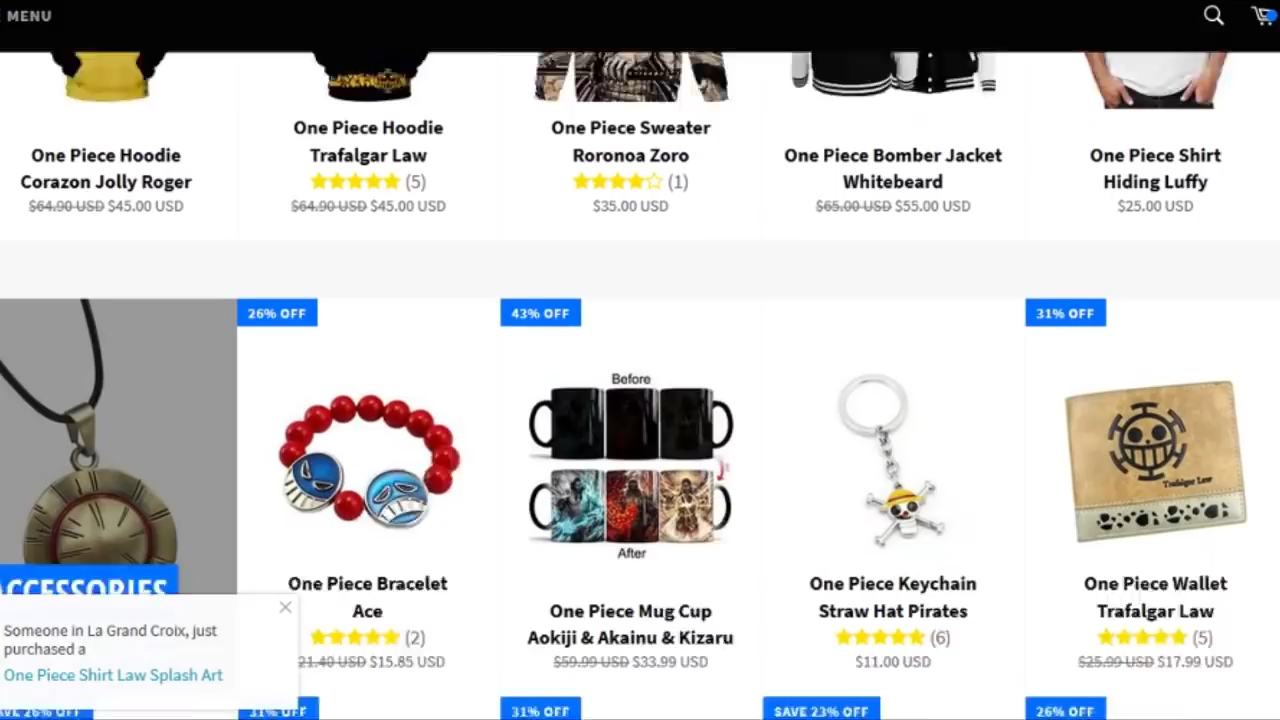 MENU
One Piece Hoodie
Corazon Jolly Roger
$64.90 USD $45.00 USD
One Piece Hoodie
Trafalgar Law
(5)
$64.90 USD $45.00 USD
One Piece Sweater
Roronoa Zoro
(1)
$35.00 USD
One Piece Bomber Jacket
Whitebeard
$65.00 USD $55.00 USD
One Piece Shirt
Hiding Luffy
$25.00 USD
ACCESSORIES
26% OFF
One Piece Bracelet
Ace
(2)
21.40 USD $15.85 USD
43% OFF
Before
After
One Piece Mug Cup
Aokiji & Akainu & Kizaru
$59.99 USD $33.99 USD
One Piece Keychain
Straw Hat Pirates
(6)
$11.00 USD
31% OFF
Trafalgar Law
One Piece Wallet
Trafalgar Law
(5)
$25.99 USD $17.99 USD
Someone in La Grand Croix, just
purchased a
One Piece Shirt Law Splash Art
26% OFF
31% OFF
31% OFF
SAVE 23% OFF
26% OFF